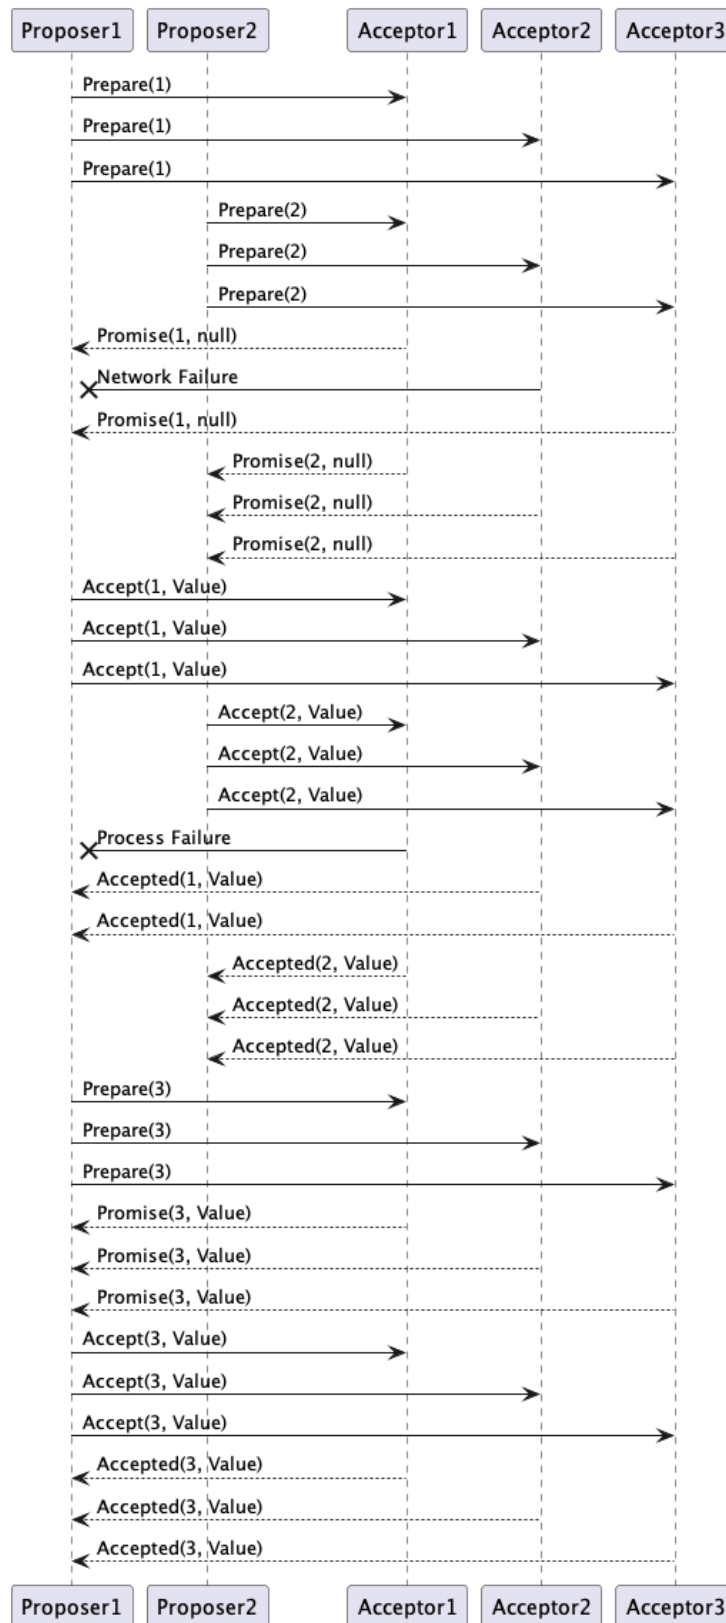 Proposer1 Proposer2 Acceptor1 Acceptor2 Acceptor3
Prepare(1)
Prepare(1)
Prepare(1)
Prepare(2)
Prepare(2)
Prepare(2)
Promise(1, null)
Network Failure
Promise(1, null)
Promise(2, null)
Promise(2, null)
Promise(2, null)
Accept(1, Value)
Accept(1, Value)
Accept(1, Value)
Accept(2, Value)
Accept(2, Value)
Accept(2, Value)
Process Failure
Accepted(1, Value)
Accepted(1, Value)
Accepted(2, Value)
Accepted(2, Value)
Accepted(2, Value)
Prepare(3)
Prepare(3)
Prepare(3)
Promise(3, Value)
Promise(3, Value)
Promise(3, Value)
Accept(3, Value)
Accept(3, Value)
Accept(3, Value)
Accepted(3, Value)
Accepted(3, Value)
Accepted(3, Value)
Proposer1 Proposer2 Acceptor1 Acceptor2 Acceptor3